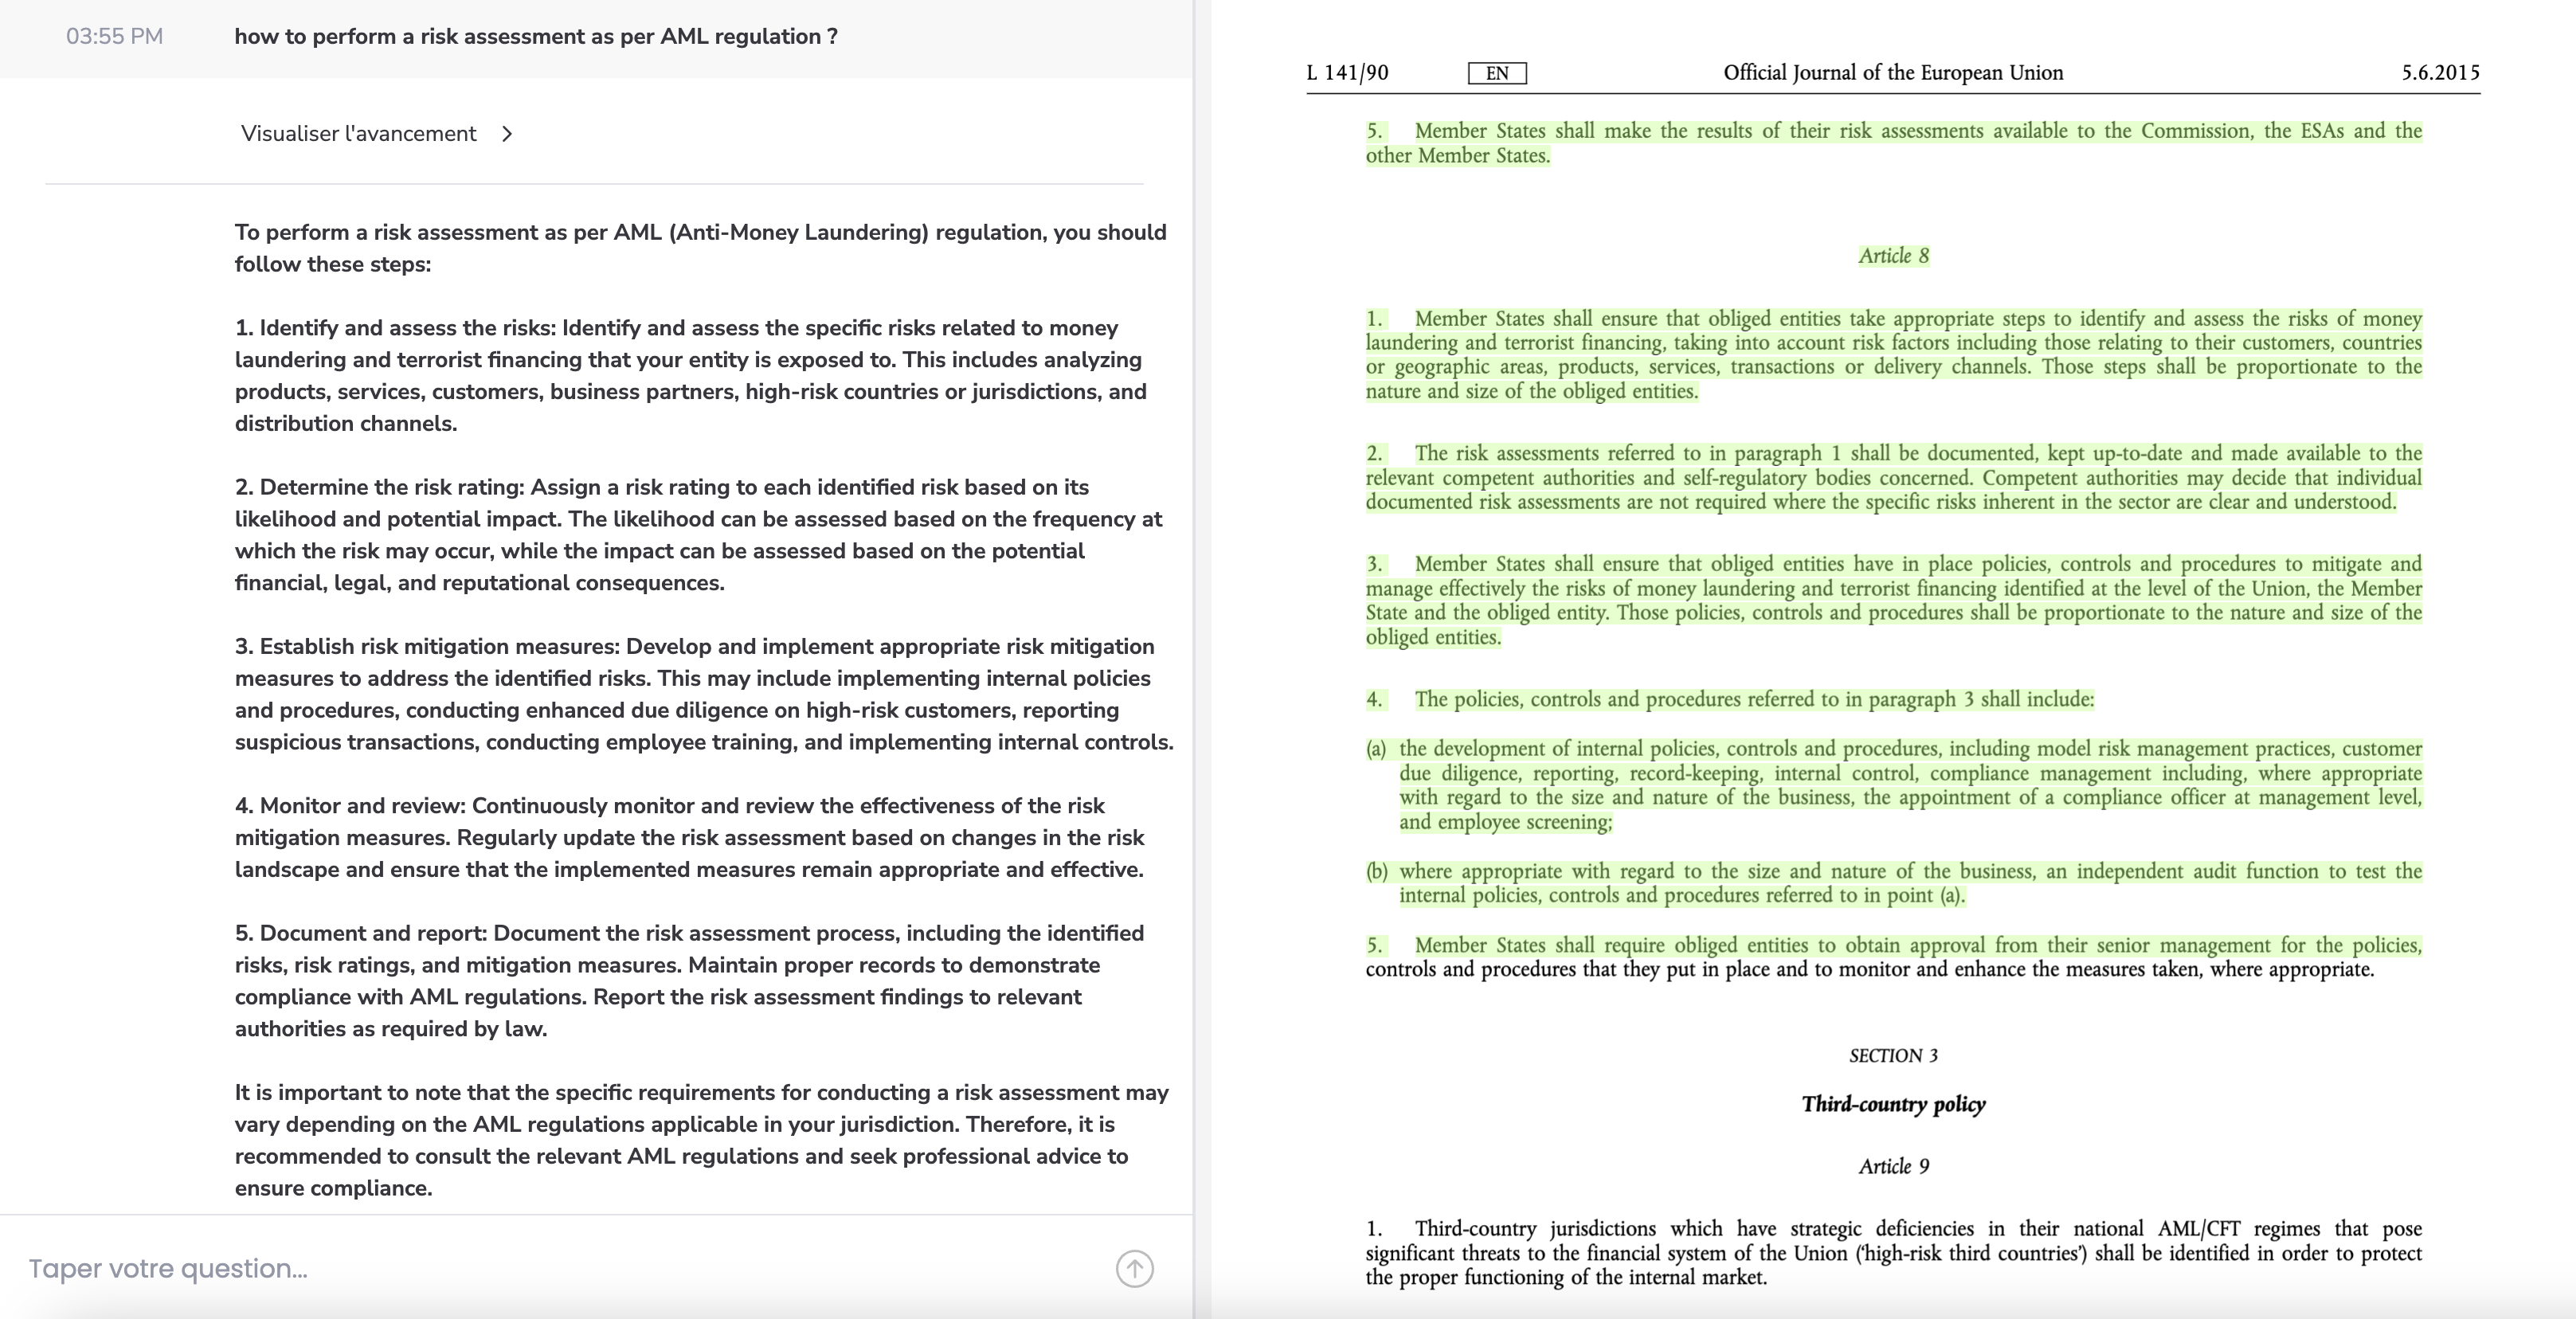 03:55 PM
how to perform a risk assessment as per AML regulation ?
Visualiser l'avancement
To perform a risk assessment as per AML (Anti-Money Laundering) regulation, you should
follow these steps:
1. Identify and assess the risks: Identify and assess the specific risks related to money
laundering and terrorist financing that your entity is exposed to. This includes analyzing
products, services, customers, business partners, high-risk countries or jurisdictions, and
distribution channels.
2. Determine the risk rating: Assign a risk rating to each identified risk based on its
likelihood and potential impact. The likelihood can be assessed based on the frequency at
which the risk may occur, while the impact can be assessed based on the potential
financial, legal, and reputational consequences.
3. Establish risk mitigation measures: Develop and implement appropriate risk mitigation
measures to address the identified risks. This may include implementing internal policies
and procedures, conducting enhanced due diligence on high-risk customers, reporting
suspicious transactions, conducting employee training, and implementing internal controls.
4. Monitor and review: Continuously monitor and review the effectiveness of the risk
mitigation measures. Regularly update the risk assessment based on changes in the risk
landscape and ensure that the implemented measures remain appropriate and effective.
5. Document and report: Document the risk assessment process, including the identified
risks, risk ratings, and mitigation measures. Maintain proper records to demonstrate
compliance with AML regulations. Report the risk assessment findings to relevant
authorities as required by law.
It is important to note that the specific requirements for conducting a risk assessment may
vary depending on the AML regulations applicable in your jurisdiction. Therefore, it is
recommended to consult the relevant AML regulations and seek professional advice to
ensure compliance.
Taper votre question...
L 141/90 EN Official Journal of the European Union 5.6.2015
5. Member States shall make the results of their risk assessments available to the Commission, the ESAs and the
other Member States.
Article 8
1. Member States shall ensure that obliged entities take appropriate steps to identify and assess the risks of money
laundering and terrorist financing, taking into account risk factors including those relating to their customers, countries
or geographic areas, products, services, transactions or delivery channels. Those steps shall be proportionate to the
nature and size of the obliged entities.
2. The risk assessments referred to in paragraph 1 shall be documented, kept up-to-date and made available to the
relevant competent authorities and self-regulatory bodies concerned. Competent authorities may decide that individual
documented risk assessments are not required where the specific risks inherent in the sector are clear and understood.
3. Member States shall ensure that obliged entities have in place policies, controls and procedures to mitigate and
manage effectively the risks of money laundering and terrorist financing identified at the level of the Union, the Member
State and the obliged entity. Those policies, controls and procedures shall be proportionate to the nature and size of the
obliged entities.
4. The policies, controls and procedures referred to in paragraph 3 shall include:
(a) the development of internal policies, controls and procedures, including model risk management practices, customer
due diligence, reporting, record-keeping, internal control, compliance management including, where appropriate
with regard to the size and nature of the business, the appointment of a compliance officer at management level,
and employee screening;
(b) where appropriate with regard to the size and nature of the business, an independent audit function to test the
internal policies, controls and procedures referred to in point (a).
5. Member States shall require obliged entities to obtain approval from their senior management for the policies,
controls and procedures that they put in place and to monitor and enhance the measures taken, where appropriate.
SECTION 3
Third-country policy
Article 9
1. Third-country jurisdictions which have strategic deficiencies in their national AML/CFT regimes that pose
significant threats to the financial system of the Union ('high-risk third countries') shall be identified in order to protect
the proper functioning of the internal market.